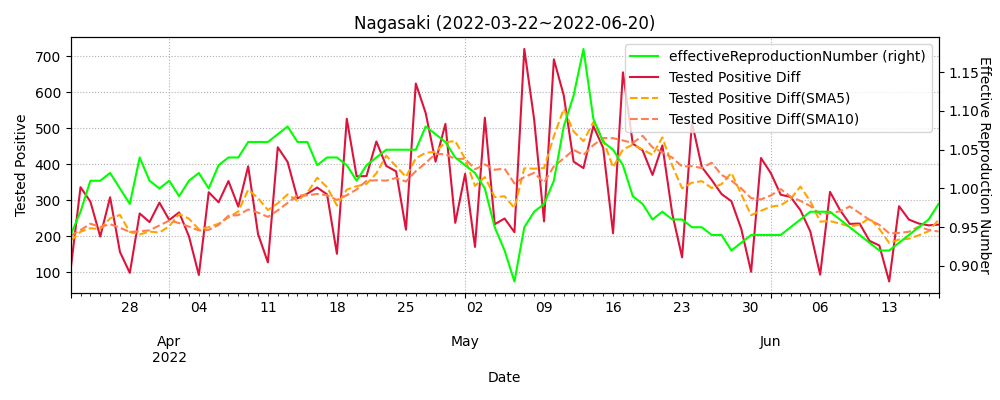 Nagasaki (2022-03-22~2022-06-20)
effectiveReproductionNumber (right)
Tested Positive Diff
Tested Positive Diff(SMA5)
Tested Positive Diff(SMA10)
Tested Positive
700
600
500
400
300
200
100
Effective Reproduction Number
1.15
1.10
1.05
1.00
0.95
0.90
28 04 11 18 25 02 09 16 23 30 06 13
Apr May Jun
2022
Date